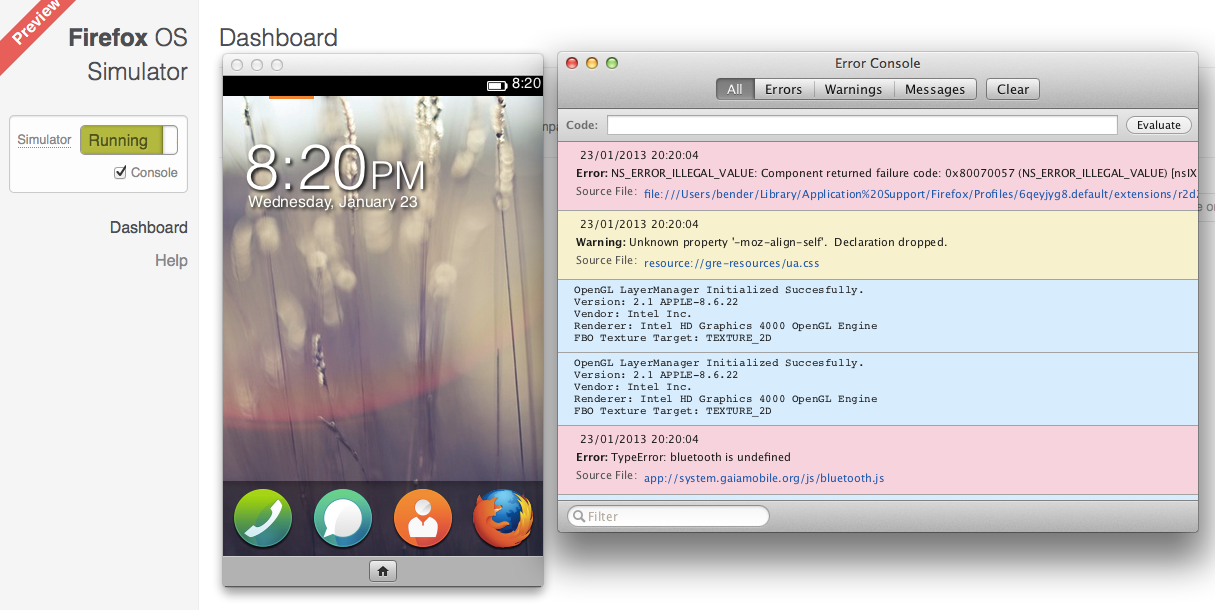 Preview
Firefox OS
Simulator
Simulator
Running
Console
Dashboard
Help
Dashboard
8:20
8:20PM
Wednesday, January 23
Error Console
All
Errors
Warnings
Messages
Clear
Code:
Evaluate
23/01/2013 20:20:04
Error: NS_ERROR_ILLEGAL_VALUE: Component returned failure code: 0x80070057 (NS_ERROR_ILLEGAL_VALUE) [nsIX
Source File: file:///Users/bender/Library/Application%20Support/Firefox/Profiles/6qeyjyg8.default/extensions/r2d
23/01/2013 20:20:04
Warning: Unknown property '-moz-align-self'. Declaration dropped.
Source File: resource://gre-resources/ua.css
OpenGL LayerManager Initialized Succesfully.
Version: 2.1 APPLE-8.6.22
Vendor: Intel Inc.
Renderer: Intel HD Graphics 4000 OpenGL Engine
FBO Texture Target: TEXTURE_2D
OpenGL LayerManager Initialized Succesfully.
Version: 2.1 APPLE-8.6.22
Vendor: Intel Inc.
Renderer: Intel HD Graphics 4000 OpenGL Engine
FBO Texture Target: TEXTURE_2D
23/01/2013 20:20:04
Error: TypeError: bluetooth is undefined
Source File: app://system.gaiamobile.org/js/bluetooth.js
Filter